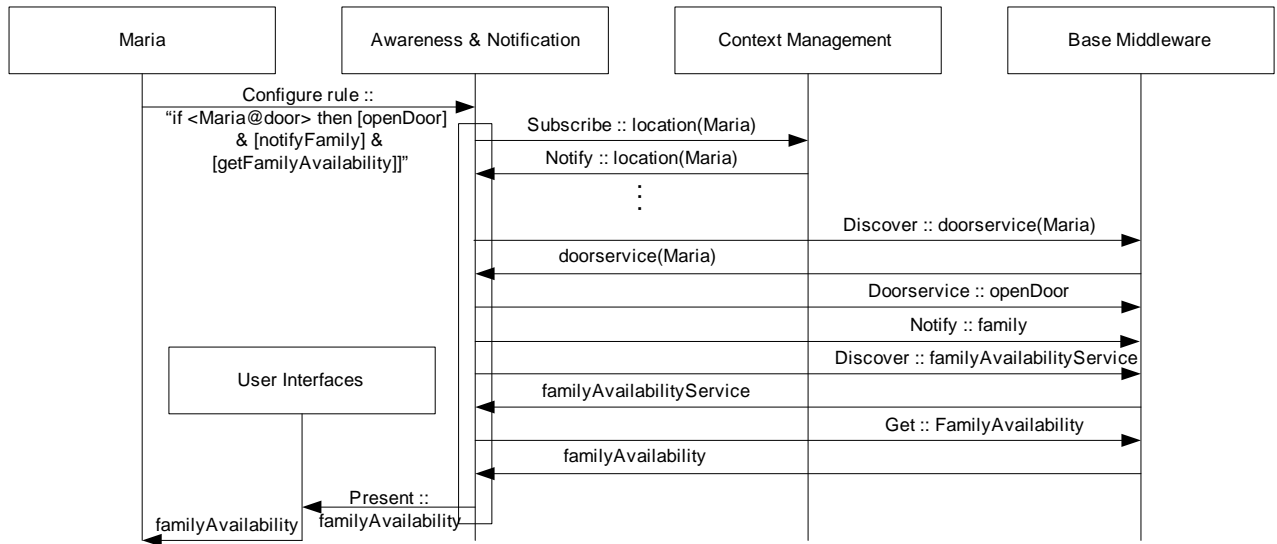 Maria
Awareness & Notification
Context Management
Base Middleware
Configure rule ::
“if <Maria@door> then [openDoor]
& [notifyFamily] &
[getFamilyAvailability]]”
Subscribe :: location(Maria)
Notify :: location(Maria)
Discover :: doorservice(Maria)
doorservice(Maria)
Doorservice :: openDoor
Notify :: family
Discover :: familyAvailabilityService
User Interfaces
familyAvailabilityService
Get :: FamilyAvailability
familyAvailability
Present ::
familyAvailability
familyAvailability